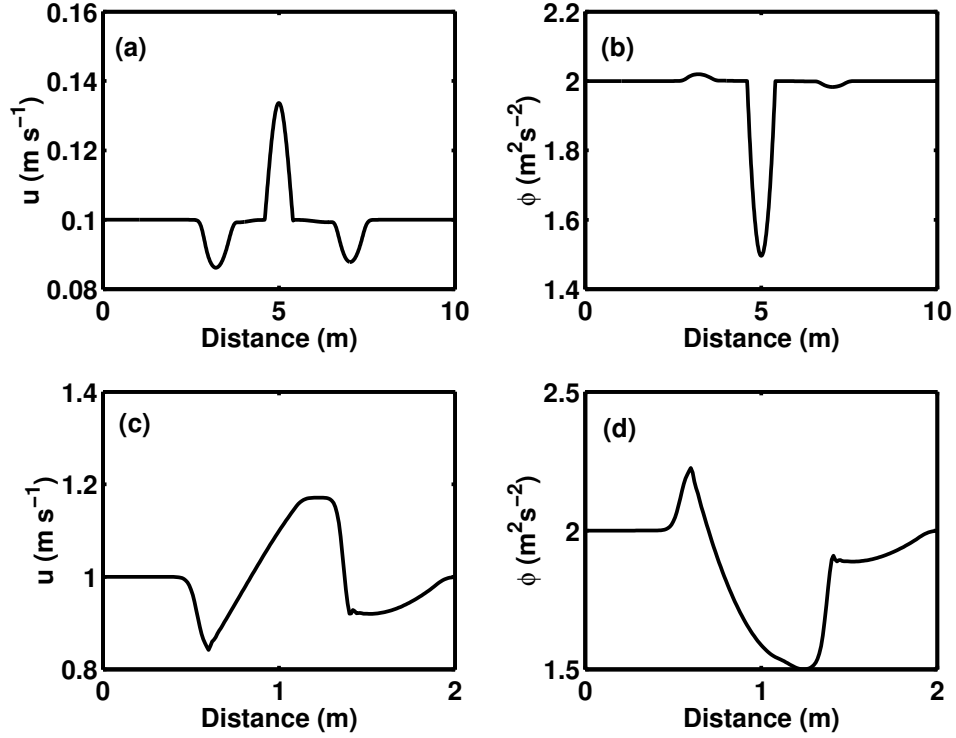 (a)
u (m s⁻¹)
0.16
0.14
0.12
0.1
0.08
0
5
10
Distance (m)
(b)
ϕ (m²s⁻²)
2.2
2
1.8
1.6
1.4
0
5
10
Distance (m)
(c)
u (m s⁻¹)
1.4
1.2
1
0.8
0
1
2
Distance (m)
(d)
ϕ (m²s⁻²)
2.5
2
1.5
0
1
2
Distance (m)